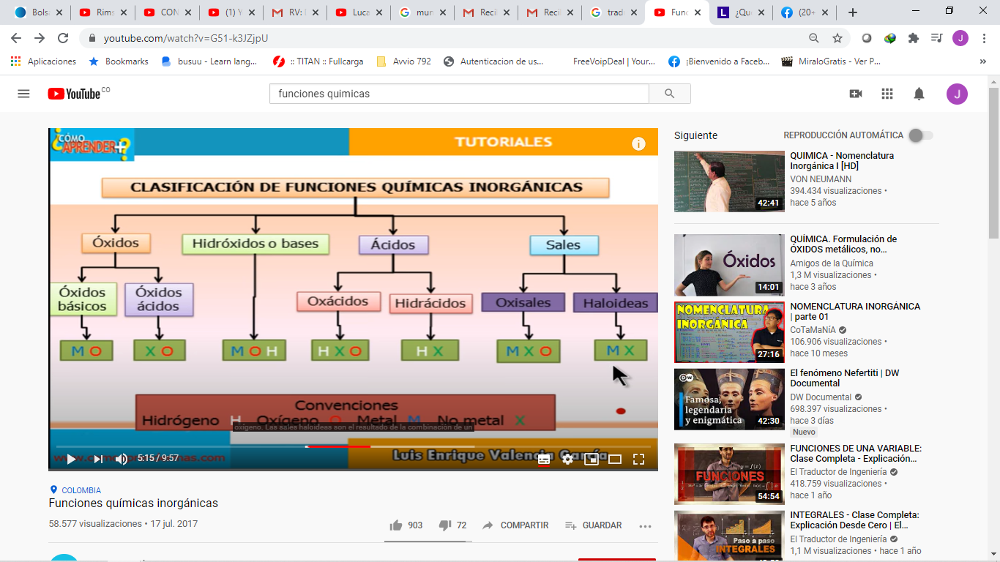 Bolsa
Rims
CON
(1) Y
RV: 
Luca
mun
Reci
Reci
trad
Func
¿Qu
(20+
youtube.com/watch?v=G51-k3JZjpU
Aplicaciones
Bookmarks
busuu - Learn lang...
:: TITAN :: Fullcarga
Avvio 792
Autenticacion de us...
FreeVoipDeal | Your...
¡Bienvenido a Faceb...
MiraloGratis - Ver P...
YouTube CO
funciones quimicas
J
¿CÓMO
APRENDER+?
TUTORIALES
CLASIFICACIÓN DE FUNCIONES QUÍMICAS INORGÁNICAS
Óxidos
Hidróxidos o bases
Ácidos
Sales
Óxidos básicos
Óxidos ácidos
Oxácidos
Hidrácidos
Oxisales
Haloideas
M O
X O
M O H
H X O
H X
M X O
M X
Convenciones
Hidrógeno H Oxígeno O Metal M No metal X
oxígeno. Las sales haloideas son el resultado de la combinación de un
Luis Enrique Valencia García
5:15 / 9:57
COLOMBIA
Funciones químicas inorgánicas
58.577 visualizaciones • 17 jul. 2017
903
72
COMPARTIR
GUARDAR
Siguiente
REPRODUCCIÓN AUTOMÁTICA
QUIMICA - Nomenclatura
Inorgánica I [HD]
VON NEUMANN
394.434 visualizaciones •
hace 5 años
42:41
QUÍMICA. Formulación de
ÓXIDOS metálicos, no...
Amigos de la Química
1,3 M visualizaciones •
hace 3 años
Óxidos
14:01
NOMENCLATURA INORGÁNICA
| parte 01
CoTaMaNíA
106.906 visualizaciones •
hace 10 meses
NOMENCLATURA
INORGÁNICA
27:16
El fenómeno Nefertiti | DW
Documental
DW Documental
698.397 visualizaciones •
hace 3 días
Nuevo
DW
Famosa,
legendaria
y enigmática
42:30
FUNCIONES DE UNA VARIABLE:
Clase Completa - Explicación...
El Traductor de Ingeniería
418.759 visualizaciones •
hace 1 año
FUNCIONES
54:54
INTEGRALES - Clase Completa:
Explicación Desde Cero | El...
El Traductor de Ingeniería
1,1 M visualizaciones • hace 1 año
Paso a paso
INTEGRALES